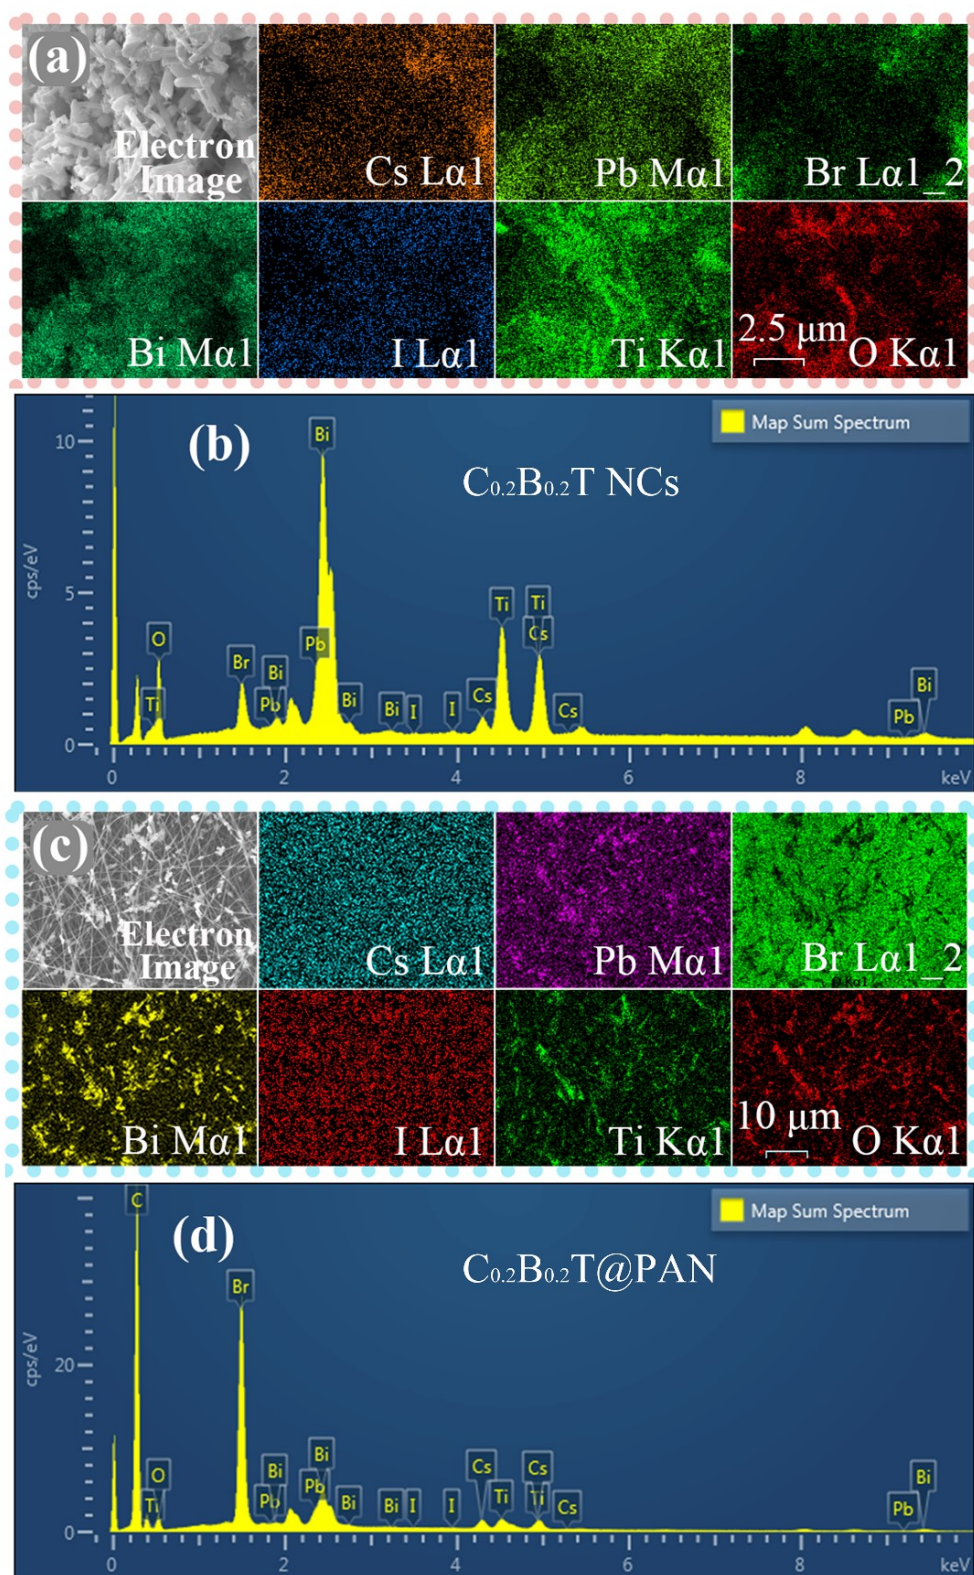 (a)
Electron
Image
Cs Lα1
Pb Mα1
Br Lα1_2
Bi Mα1
I Lα1
Ti Kα1
2.5 μm
O Kα1
(b)
Map Sum Spectrum
C0.2B0.2T NCs
cps/eV
10
5
0
Bi
Ti
Ti
O
Pb
Cs
Br
Bi
Ti
Pb
Bi
Bi
I
I
Cs
Cs
Bi
Pb
0
2
4
6
8
keV
(c)
Electron
Image
Cs Lα1
Pb Mα1
Br Lα1_2
Bi Mα1
I Lα1
Ti Kα1
10 μm
O Kα1
(d)
Map Sum Spectrum
C0.2B0.2T@PAN
cps/eV
20
0
C
Br
O
Ti
Bi
Pb
Bi
Pb
Bi
Bi
I
I
Cs
Ti
Cs
Ti
Cs
Bi
Pb
0
2
4
6
8
keV